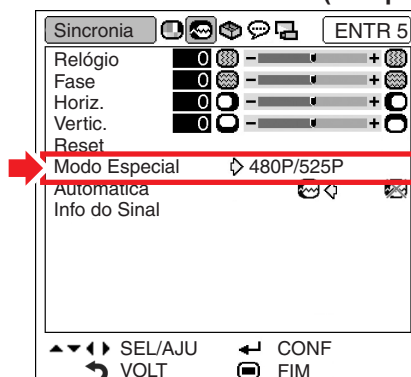 Sincronia ENTR 5
Relógio 0 - +
Fase 0 - +
Horiz. 0 - +
Vertic. 0 - +
Reset
Modo Especial 480P/525P
Automática
Info do Sinal
SEL/AJU CONF
VOLT FIM